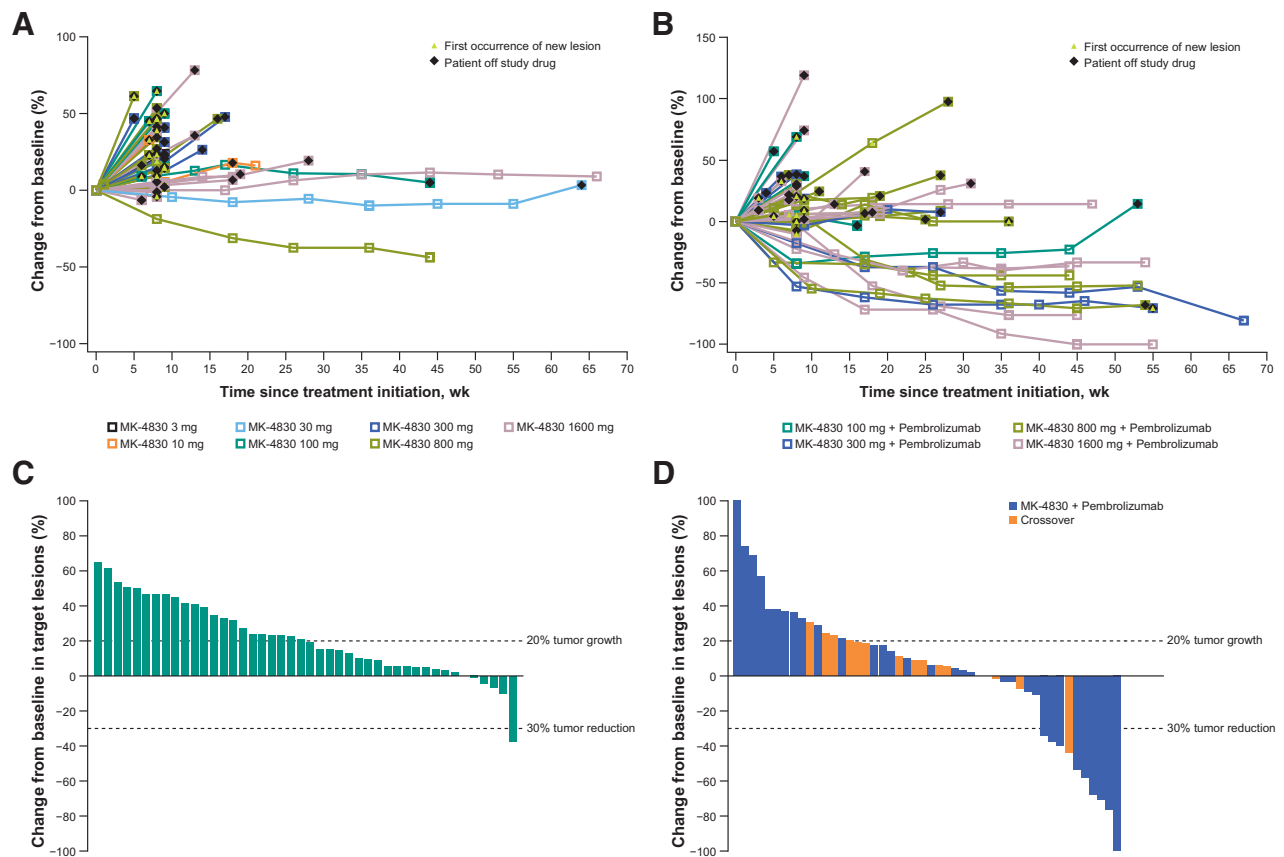 A
Change from baseline (%)
100
50
0
−50
−100
First occurrence of new lesion
Patient off study drug
0 5 10 15 20 25 30 35 40 45 50 55 60 65 70
Time since treatment initiation, wk
MK-4830 3 mg MK-4830 30 mg MK-4830 300 mg MK-4830 1600 mg
MK-4830 10 mg MK-4830 100 mg MK-4830 800 mg
B
Change from baseline (%)
150
100
50
0
−50
−100
First occurrence of new lesion
Patient off study drug
0 5 10 15 20 25 30 35 40 45 50 55 60 65 70
Time since treatment initiation, wk
MK-4830 100 mg + Pembrolizumab MK-4830 800 mg + Pembrolizumab
MK-4830 300 mg + Pembrolizumab MK-4830 1600 mg + Pembrolizumab
C
Change from baseline in target lesions (%)
100
80
60
40
20
0
−20
−40
−60
−80
−100
20% tumor growth
30% tumor reduction
D
Change from baseline in target lesions (%)
100
80
60
40
20
0
−20
−40
−60
−80
−100
MK-4830 + Pembrolizumab
Crossover
20% tumor growth
30% tumor reduction